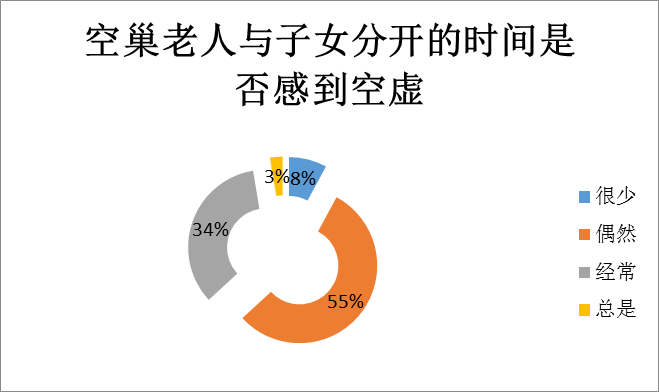 空巢老人与子女分开的时间是
否感到空虚
3%
8%
34%
55%
很少
偶然
经常
总是